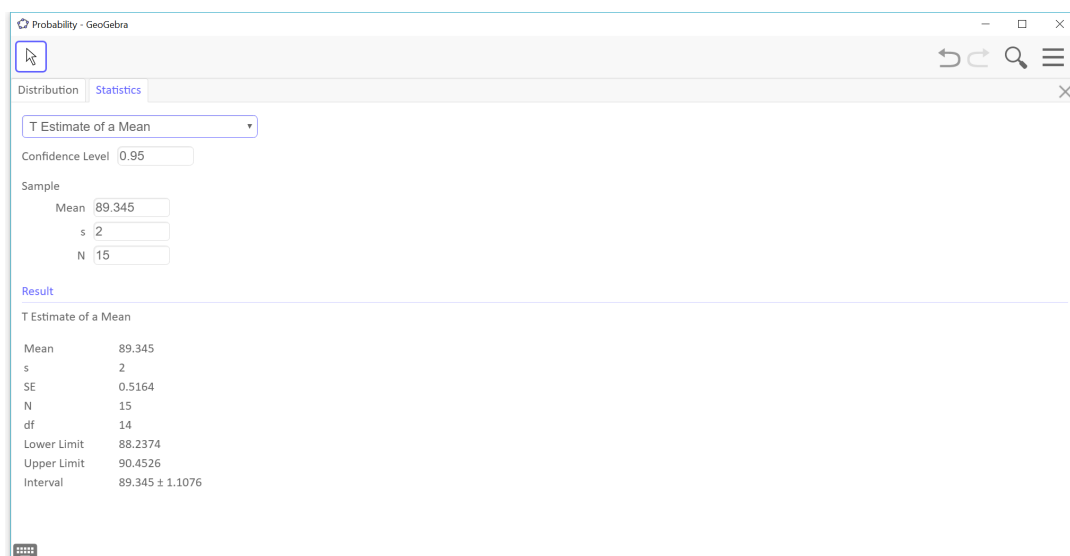 Probability - GeoGebra
Distribution Statistics
T Estimate of a Mean
Confidence Level 0.95
Sample
Mean 89.345
s 2
N 15
Result
T Estimate of a Mean
Mean 89.345
s 2
SE 0.5164
N 15
df 14
Lower Limit 88.2374
Upper Limit 90.4526
Interval 89.345 ± 1.1076